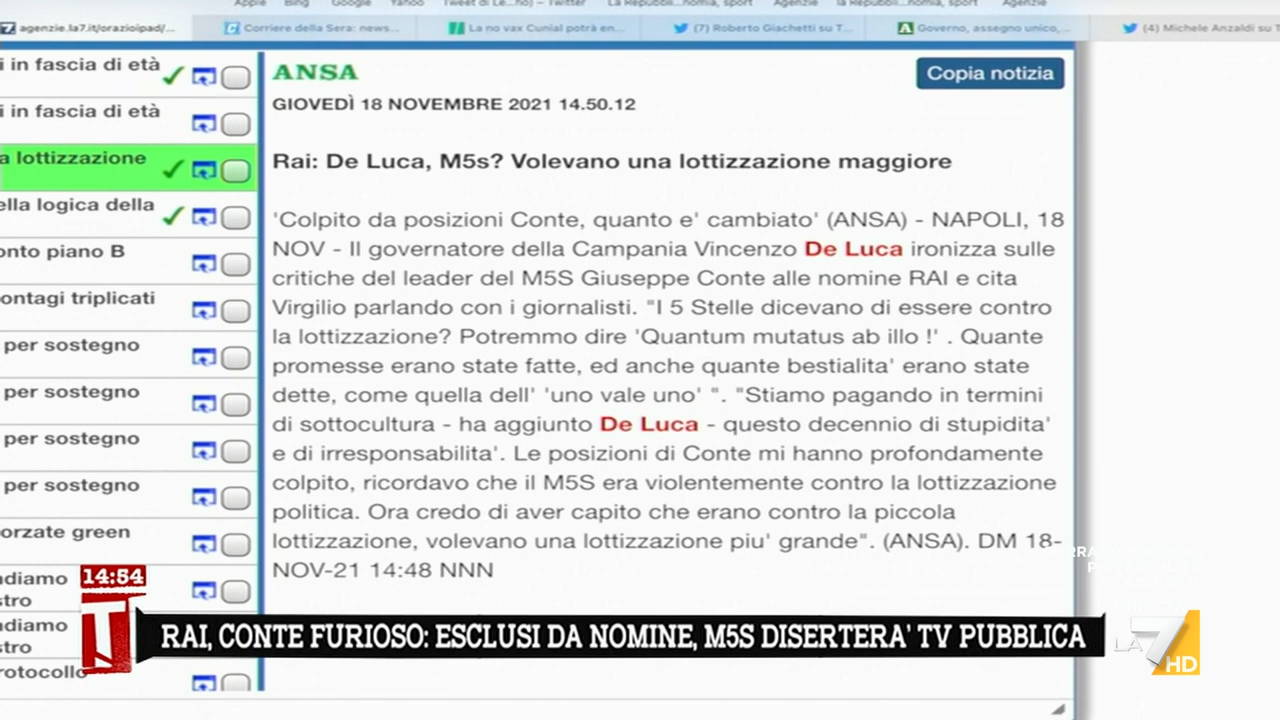 Apple Bing Google Yahoo Agenzie
agenzie.la7.it/orazioipad/...
Corriere della Sera: news...
La no vax Cunial potrà en...
(7) Roberto Giachetti su T...
Governo, assegno unico,...
(4) Michele Anzaldi su T
i in fascia di età
i in fascia di età
a lottizzazione
ella logica della
onto piano B
ontagi triplicati
per sostegno
per sostegno
per sostegno
per sostegno
orzate green
ndiamo
stro
ndiamo
stro
rotocollo
ANSA
Copia notizia
GIOVEDÌ 18 NOVEMBRE 2021 14.50.12
Rai: De Luca, M5s? Volevano una lottizzazione maggiore
'Colpito da posizioni Conte, quanto e' cambiato' (ANSA) - NAPOLI, 18
NOV - Il governatore della Campania Vincenzo De Luca ironizza sulle
critiche del leader del M5S Giuseppe Conte alle nomine RAI e cita
Virgilio parlando con i giornalisti. "I 5 Stelle dicevano di essere contro
la lottizzazione? Potremmo dire 'Quantum mutatus ab illo !' . Quante
promesse erano state fatte, ed anche quante bestialita' erano state
dette, come quella dell' 'uno vale uno' ". "Stiamo pagando in termini
di sottocultura - ha aggiunto De Luca - questo decennio di stupidita'
e di irresponsabilita'. Le posizioni di Conte mi hanno profondamente
colpito, ricordavo che il M5S era violentemente contro la lottizzazione
politica. Ora credo di aver capito che erano contro la piccola
lottizzazione, volevano una lottizzazione piu' grande". (ANSA). DM 18-
NOV-21 14:48 NNN
14:54
T
RAI, CONTE FURIOSO: ESCLUSI DA NOMINE, M5S DISERTERA' TV PUBBLICA
LA 7 HD